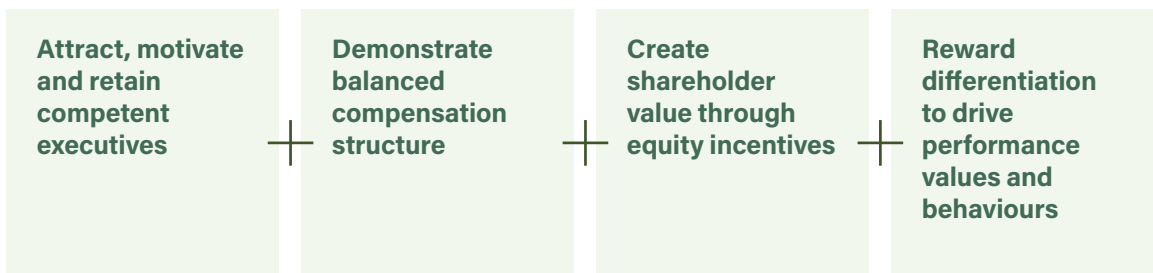 Attract, motivate
and retain
competent
executives
Demonstrate
balanced
compensation
structure
Create
shareholder
value through
equity incentives
Reward
differentiation
to drive
performance
values and
behaviours